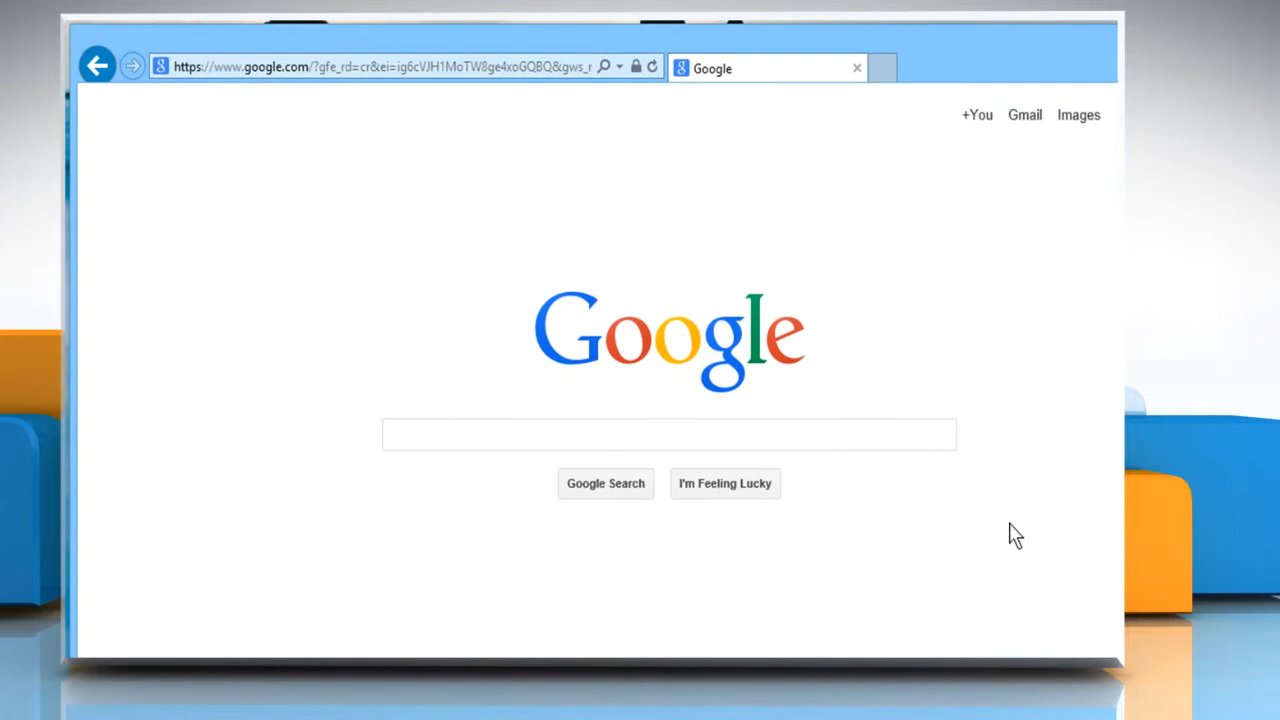 https://www.google.com/?gfe_rd=cr&ei=ig6cVJH1MoTW8ge4xoGQBQ&gws_r
Google
+You Gmail Images
Google
Google Search I'm Feeling Lucky